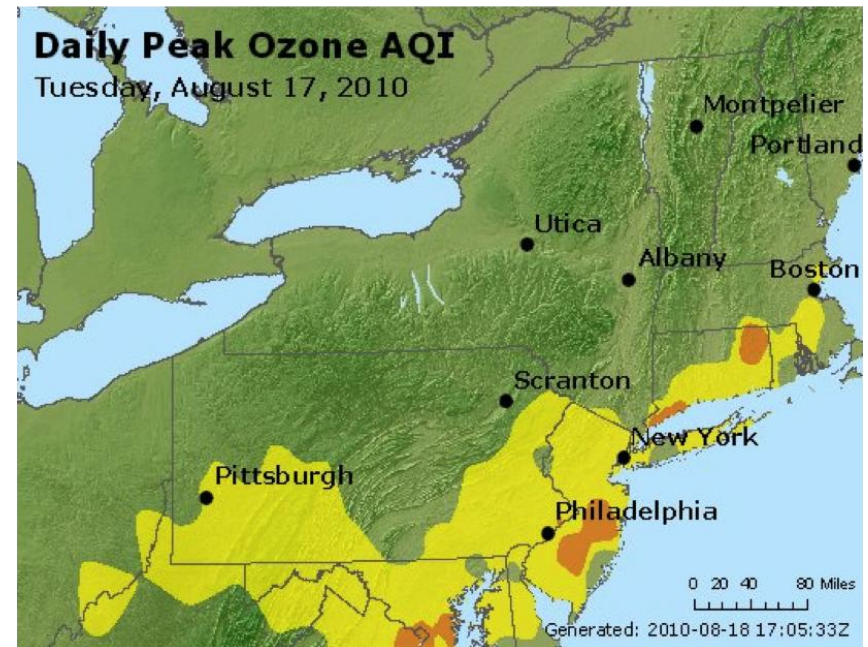 Daily Peak Ozone AQI
Tuesday, August 17, 2010
Montpelier
Portland
Utica
Albany
Boston
Scranton
New York
Pittsburgh
Philadelphia
0 20 40 80 Miles
Generated: 2010-08-18 17:05:33Z